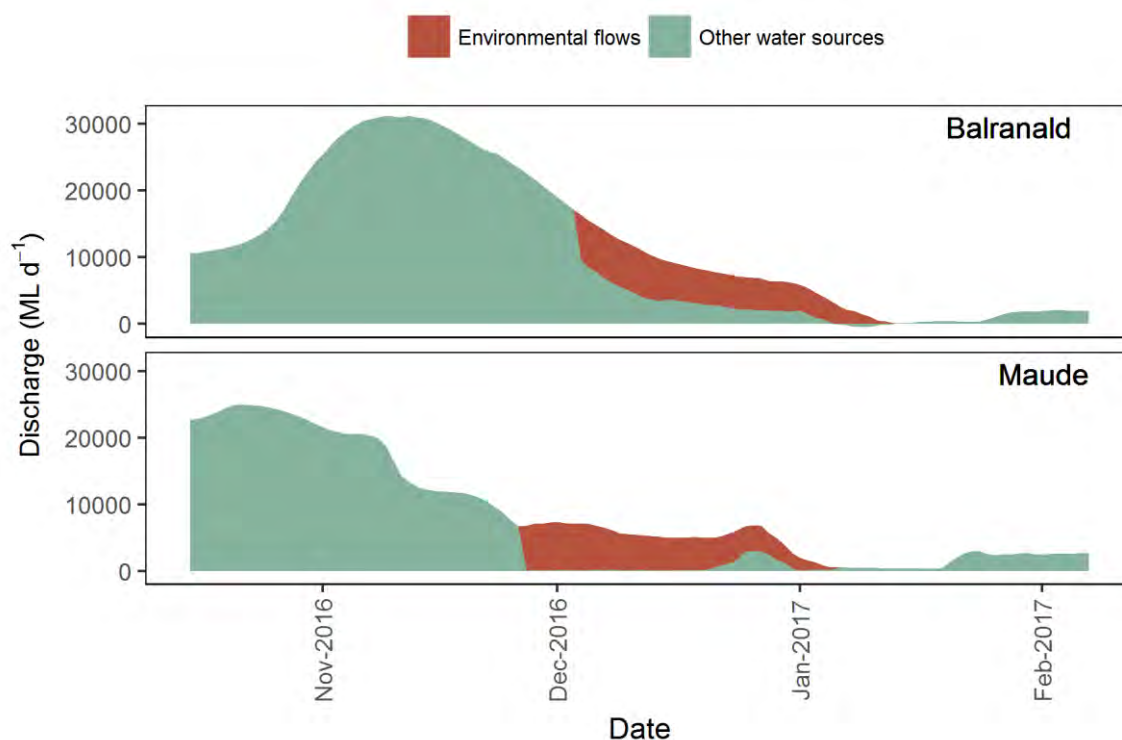 Environmental flows
Other water sources
Balranald
30000
20000
10000
0
Maude
30000
20000
10000
0
Discharge (ML d⁻¹)
Nov-2016
Dec-2016
Jan-2017
Feb-2017
Date